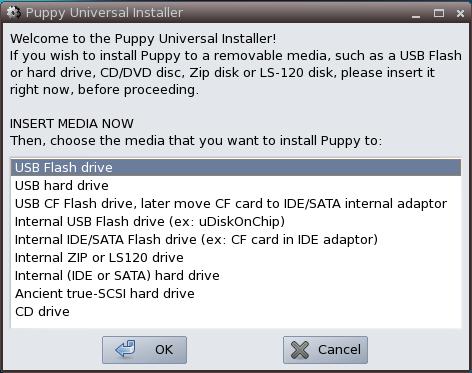 Puppy Universal Installer
Welcome to the Puppy Universal Installer!
If you wish to install Puppy to a removable media, such as a USB Flash
or hard drive, CD/DVD disc, Zip disk or LS-120 disk, please insert it
right now, before proceeding.
INSERT MEDIA NOW
Then, choose the media that you want to install Puppy to:
USB Flash drive
USB hard drive
USB CF Flash drive, later move CF card to IDE/SATA internal adaptor
Internal USB Flash drive (ex: uDiskOnChip)
Internal IDE/SATA Flash drive (ex: CF card in IDE adaptor)
Internal ZIP or LS120 drive
Internal (IDE or SATA) hard drive
Ancient true-SCSI hard drive
CD drive
OK
Cancel